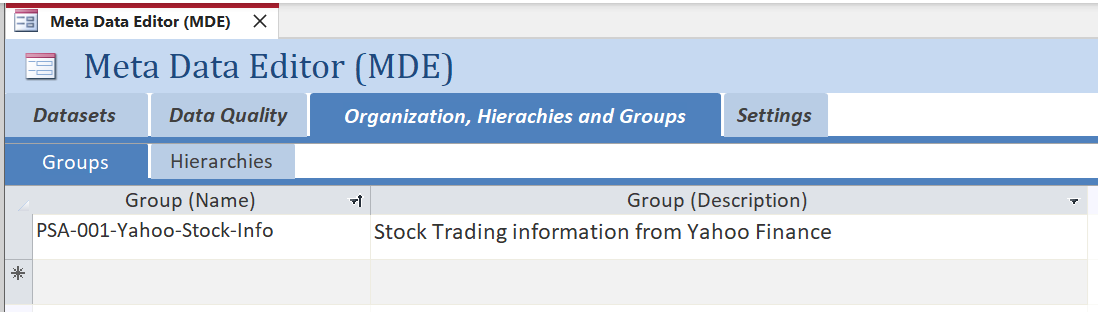 Meta Data Editor (MDE)
Meta Data Editor (MDE)
Datasets Data Quality Organization, Hierachies and Groups Settings
Groups Hierarchies
Group (Name) Group (Description)
PSA-001-Yahoo-Stock-Info Stock Trading information from Yahoo Finance